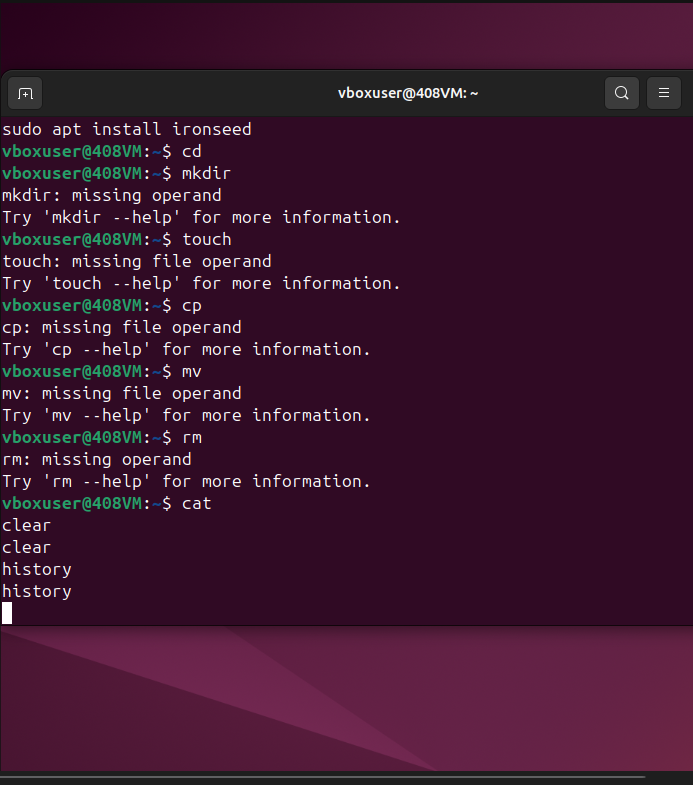 vboxuser@408VM: ~
sudo apt install ironseed
vboxuser@408VM:~$ cd
vboxuser@408VM:~$ mkdir
mkdir: missing operand
Try 'mkdir --help' for more information.
vboxuser@408VM:~$ touch
touch: missing file operand
Try 'touch --help' for more information.
vboxuser@408VM:~$ cp
cp: missing file operand
Try 'cp --help' for more information.
vboxuser@408VM:~$ mv
mv: missing file operand
Try 'mv --help' for more information.
vboxuser@408VM:~$ rm
rm: missing operand
Try 'rm --help' for more information.
vboxuser@408VM:~$ cat
clear
clear
history
history